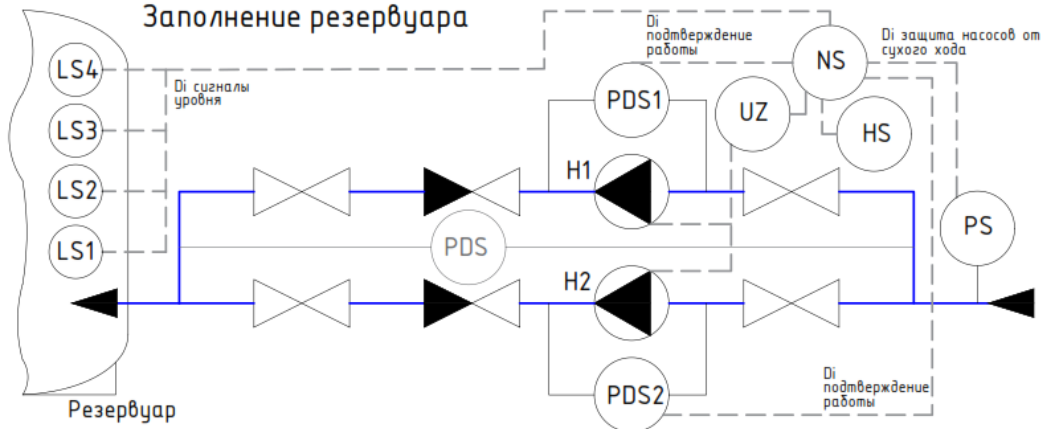 Заполнение резервуара
Di
подтверждение
работы
Di защита насосов от
сухого хода
LS4
NS
Di сигналы
уровня
PDS1
UZ
HS
LS3
H1
LS2
PS
LS1
PDS
H2
Di
подтверждение
работы
PDS2
Резервуар